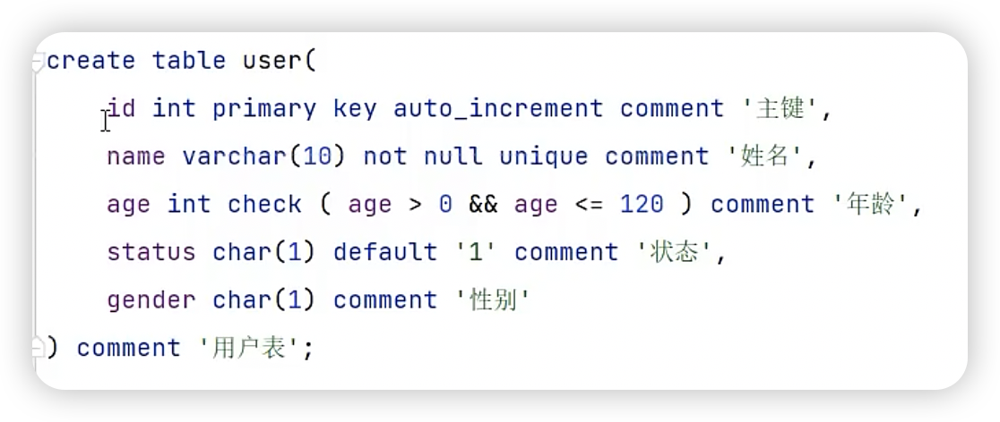 create table user(
    id int primary key auto_increment comment '主键',
    name varchar(10) not null unique comment '姓名',
    age int check ( age > 0 && age <= 120 ) comment '年龄',
    status char(1) default '1' comment '状态',
    gender char(1) comment '性别'
) comment '用户表';